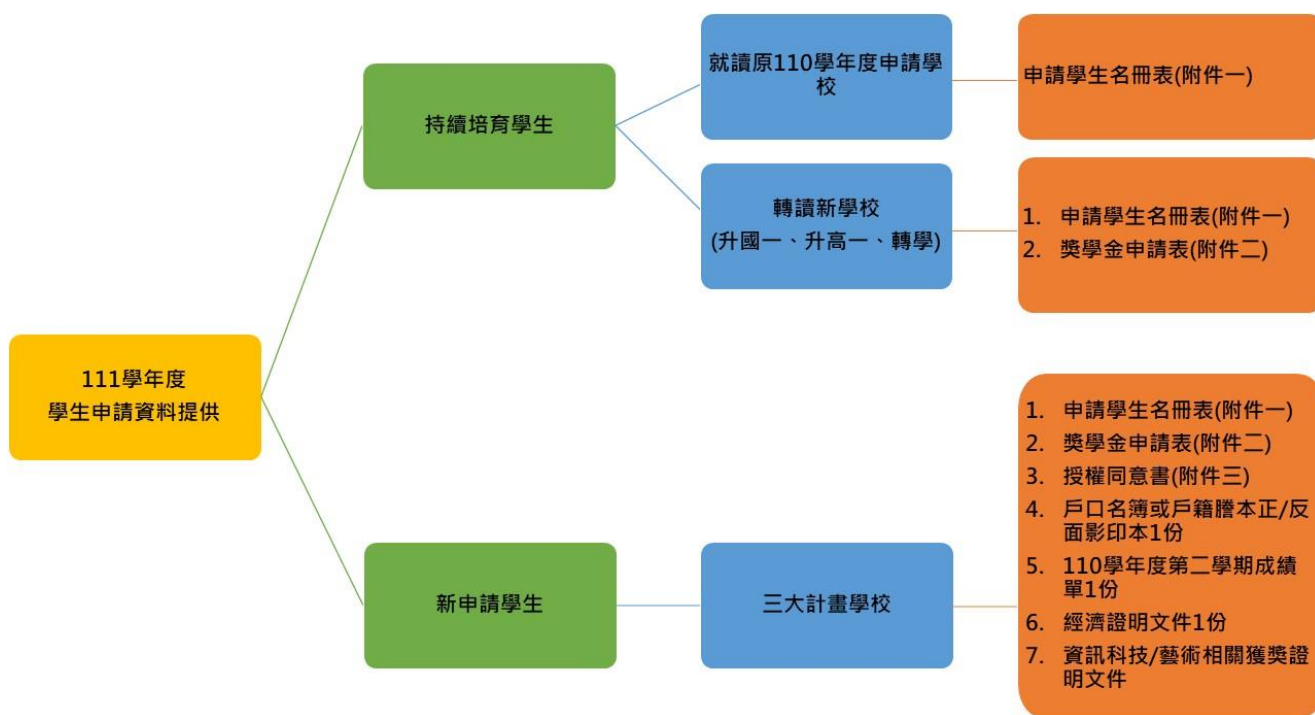 111學年度
學生申請資料提供
持續培育學生
就讀原110學年度申請學
校
申請學生名冊表(附件一)
轉讀新學校
(升國一、升高一、轉學)
1. 申請學生名冊表(附件一)
2. 獎學金申請表(附件二)
新申請學生
三大計畫學校
1. 申請學生名冊表(附件一)
2. 獎學金申請表(附件二)
3. 授權同意書(附件三)
4. 戶口名簿或戶籍謄本正/反
面影印本1份
5. 110學年度第二學期成績
單1份
6. 經濟證明文件1份
7. 資訊科技/藝術相關獲獎證
明文件